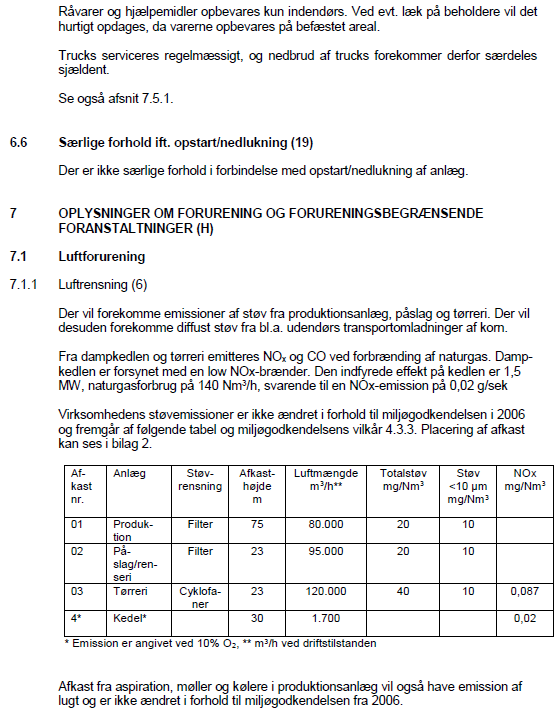 Råvarer og hjælpemidler opbevares kun indendørs. Ved evt. læk på beholdere vil det
hurtigt opdages, da varerne opbevares på befæstet areal.
Trucks serviceres regelmæssigt, og nedbrud af trucks forekommer derfor særdeles
sjældent.
Se også afsnit 7.5.1.
6.6 Særlige forhold ift. opstart/nedlukning (19)
Der er ikke særlige forhold i forbindelse med opstart/nedlukning af anlæg.
7 OPLYSNINGER OM FORURENING OG FORURENINGSBEGRÆNSENDE
FORANSTALTNINGER (H)
7.1 Luftforurening
7.1.1 Luftrensning (6)
Der vil forekomme emissioner af støv fra produktionsanlæg, påslag og tørreri. Der vil
desuden forekomme diffust støv fra bl.a. udendørs transportomladninger af korn.
Fra dampkedlen og tørreri emitteres NOₓ og CO ved forbrænding af naturgas. Damp-
kedlen er forsynet med en low NOx-brænder. Den indfyrede effekt på kedlen er 1,5
MW, naturgasforbrug på 140 Nm³/h, svarende til en NOx-emission på 0,02 g/sek
Virksomhedens støvemissioner er ikke ændret i forhold til miljøgodkendelsen i 2006
og fremgår af følgende tabel og miljøgodkendelsens vilkår 4.3.3. Placering af afkast
kan ses i bilag 2.
Af- Anlæg Støv- Afkast- Luftmængde Totalstøv Støv NOx
kast rensning højde m³/h** mg/Nm³ <10 µm mg/Nm³
nr. m mg/Nm³
01 Produk- Filter 75 80.000 20 10
tion
02 På- Filter 23 95.000 20 10
slag/ren-
seri
03 Tørreri Cyklofa- 23 120.000 40 10 0,087
ner
4* Kedel* 30 1.700 0,02
* Emission er angivet ved 10% O₂, ** m³/h ved driftstilstanden
Afkast fra aspiration, møller og kølere i produktionsanlæg vil også have emission af
lugt og er ikke ændret i forhold til miljøgodkendelsen fra 2006.